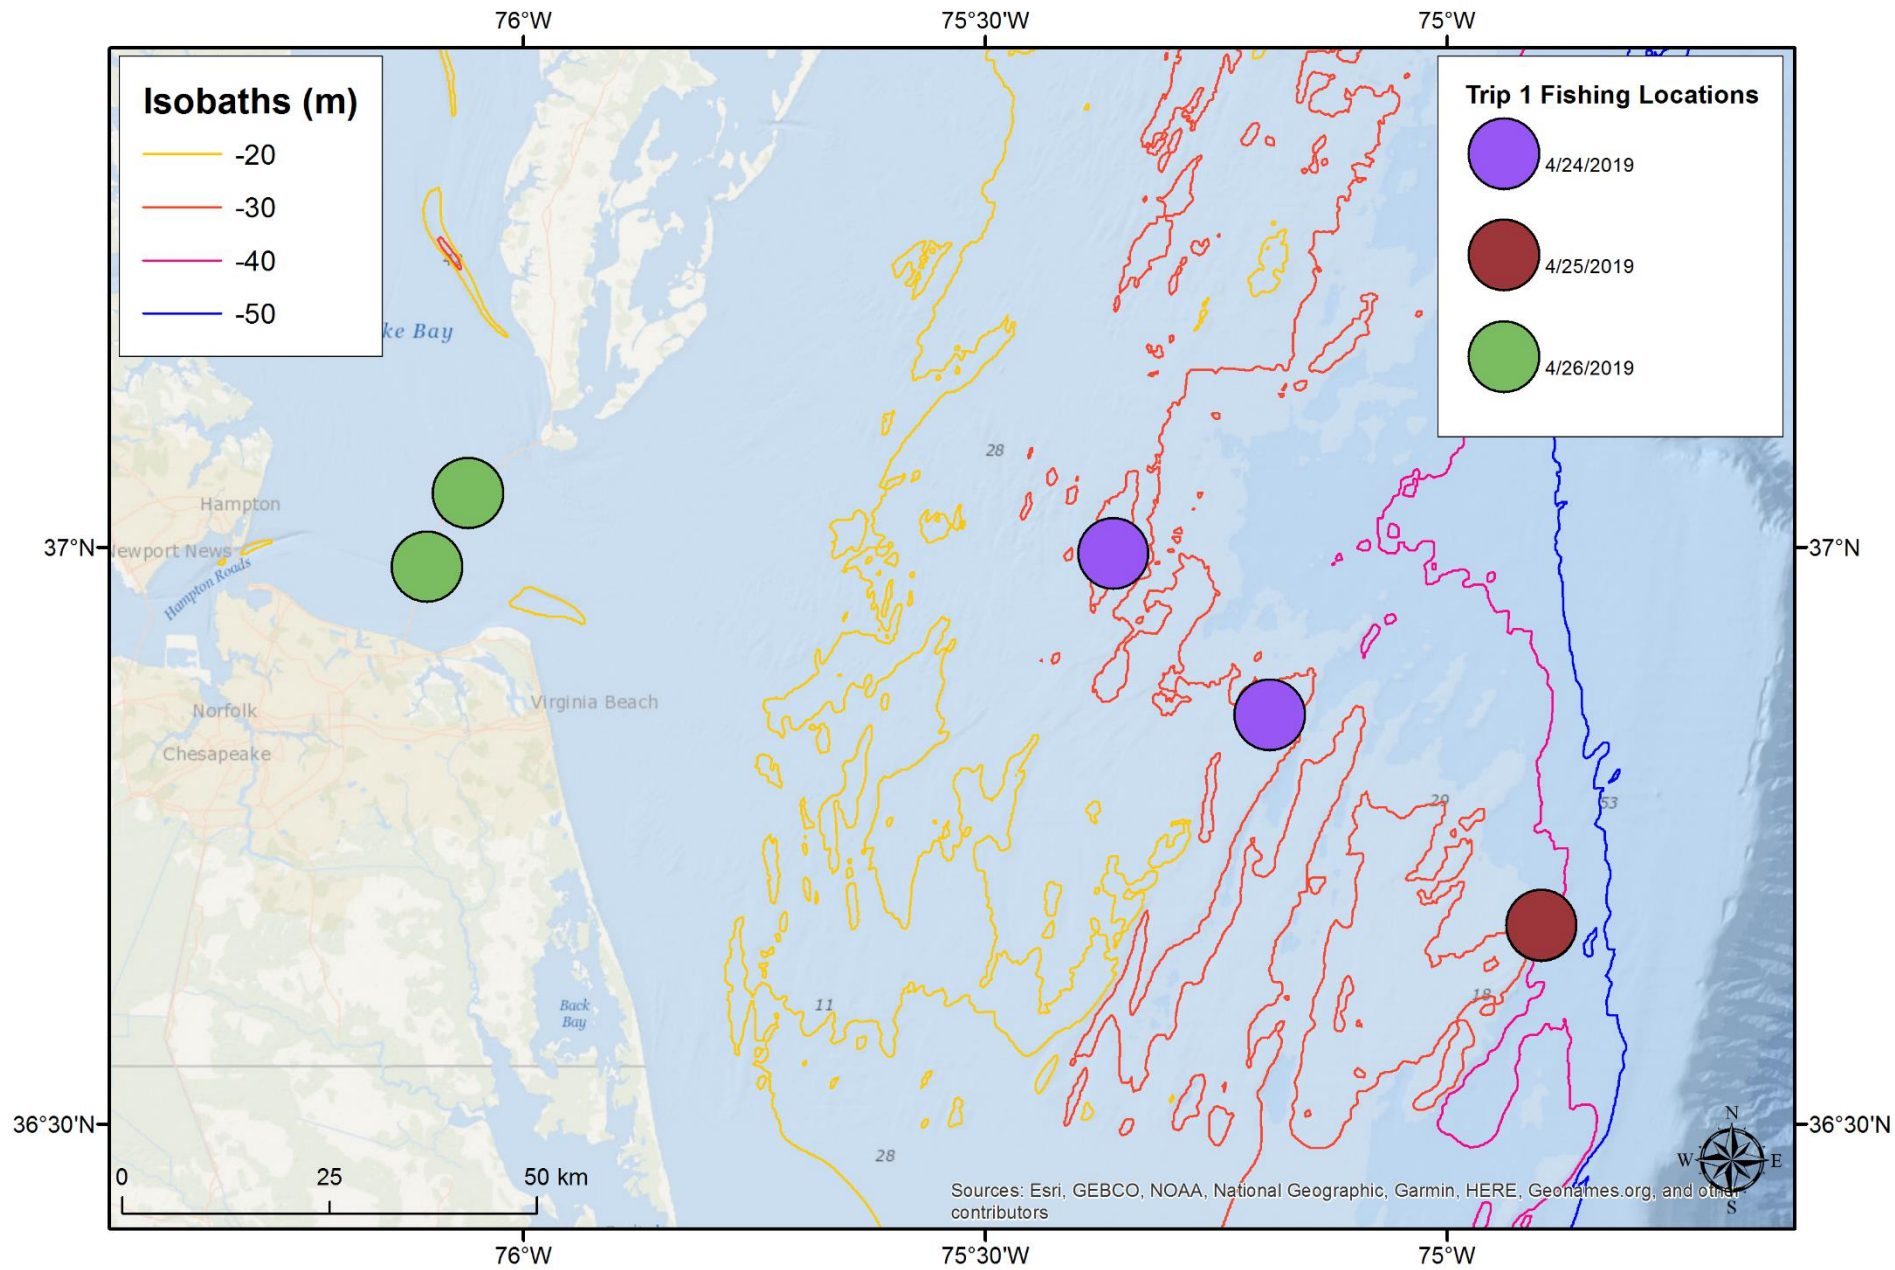 76°W
75°30'W
75°W
Isobaths (m)
-20
-30
-40
-50
Trip 1 Fishing Locations
4/24/2019
4/25/2019
4/26/2019
ke Bay
28
Hampton
37°N
37°N
Newport News
Hampton Roads
Virginia Beach
Norfolk
Chesapeake
29
53
18
11
Back
Bay
36°30'N
36°30'N
28
N
W
E
S
0
25
50 km
Sources: Esri, GEBCO, NOAA, National Geographic, Garmin, HERE, Geonames.org, and other
contributors
76°W
75°30'W
75°W